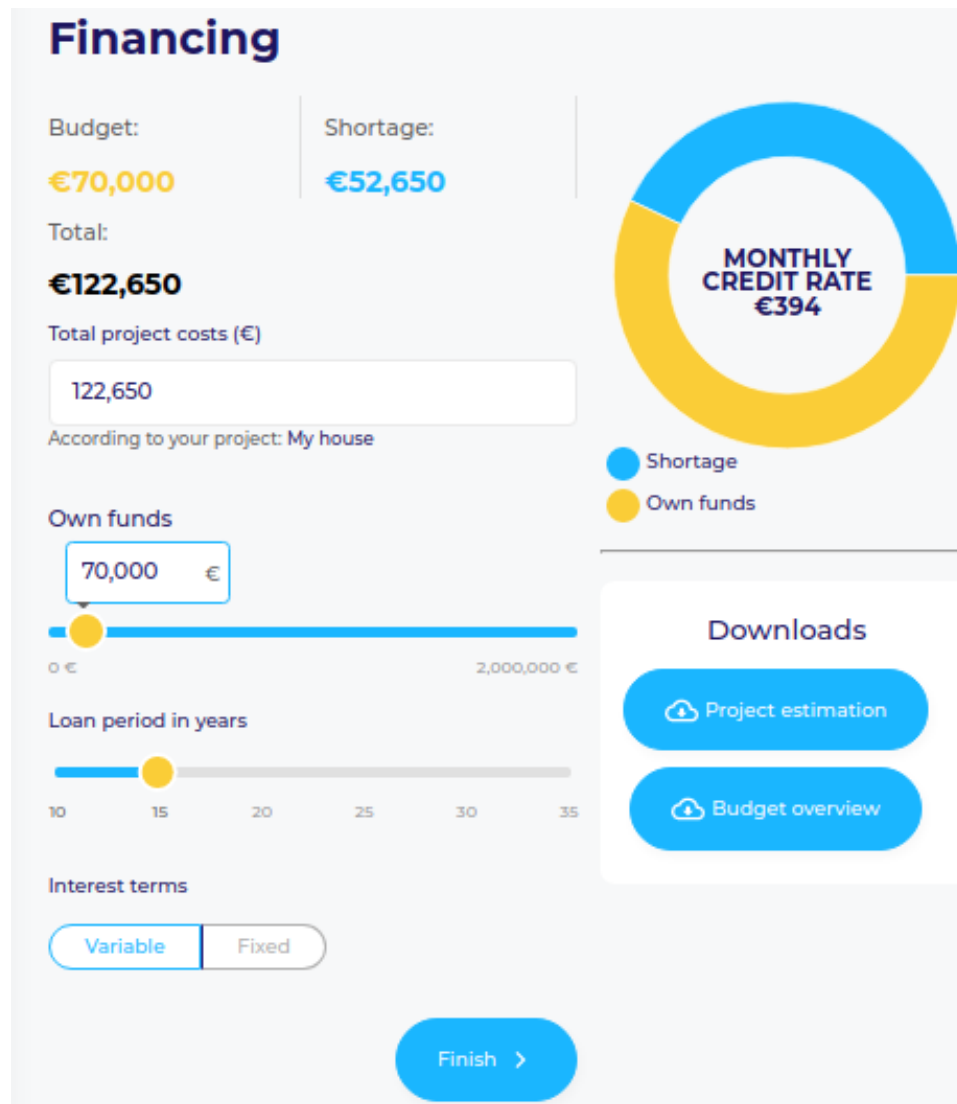 Financing
Budget:
€70,000
Shortage:
€52,650
Total:
€122,650
Total project costs (€)
122,650
According to your project: My house
Own funds
70,000 €
0 €
2,000,000 €
Loan period in years
10 15 20 25 30 35
Interest terms
Variable
Fixed
Finish
MONTHLY
CREDIT RATE
€394
Shortage
Own funds
Downloads
Project estimation
Budget overview